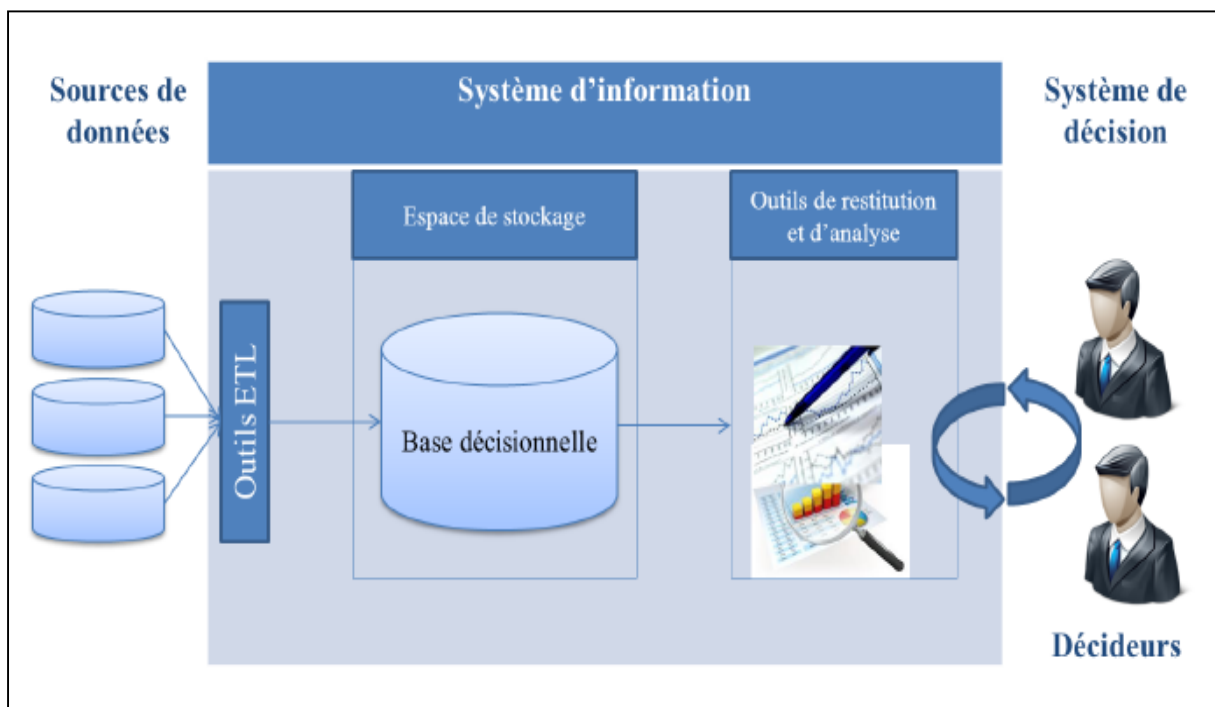 Sources de
données
Système d'information
Système de
décision
Espace de stockage
Outils de restitution
et d'analyse
Outils ETL
Base décisionnelle
Décideurs